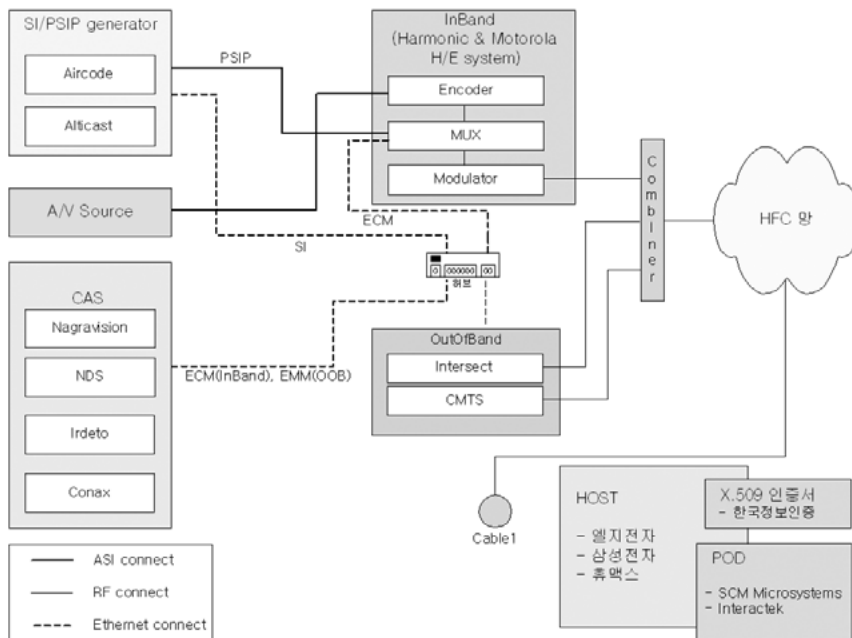 SI/PSIP generator
Aircode
Alticast
PSIP
InBand
(Harmonic & Motorola
H/E system)
Encoder
MUX
Modulator
A/V Source
ECM
SI
허브
Combiner
HFC 망
CAS
Nagravision
NDS
Irdeto
Conax
ECM(InBand), EMM(OOB)
OutOfBand
Intersect
CMTS
Cable1
HOST
- 엘지전자
- 삼성전자
- 휴맥스
X.509 인증서
- 한국정보인증
POD
- SCM Microsystems
- Interactek
ASI connect
RF connect
Ethernet connect